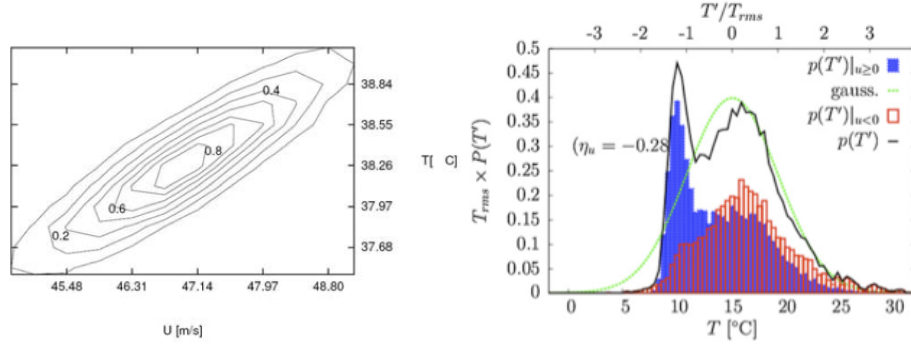 0.4
0.8
0.6
0.2
38.84
38.55
38.26
37.97
37.68
T[ C]
45.48 46.31 47.14 47.97 48.80
U [m/s]
T′/Trms
-3 -2 -1 0 1 2 3
0.5
0.45
0.4
0.35
0.3
0.25
0.2
0.15
0.1
0.05
0
Trms × P(T′)
p(T′)|u≥0
gauss.
p(T′)|u<0
p(T′)
(ηu = −0.28
0 5 10 15 20 25 30
T [°C]